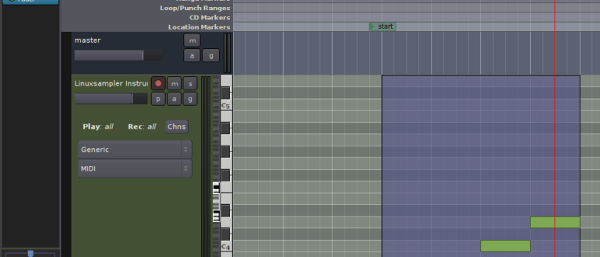 Loop/Punch Ranges
CD Markers
Location Markers
start
master
m
a g
Linuxsampler Instru
m s
p a g
C5
Play: all Rec: all Chns
Generic
MIDI
C4